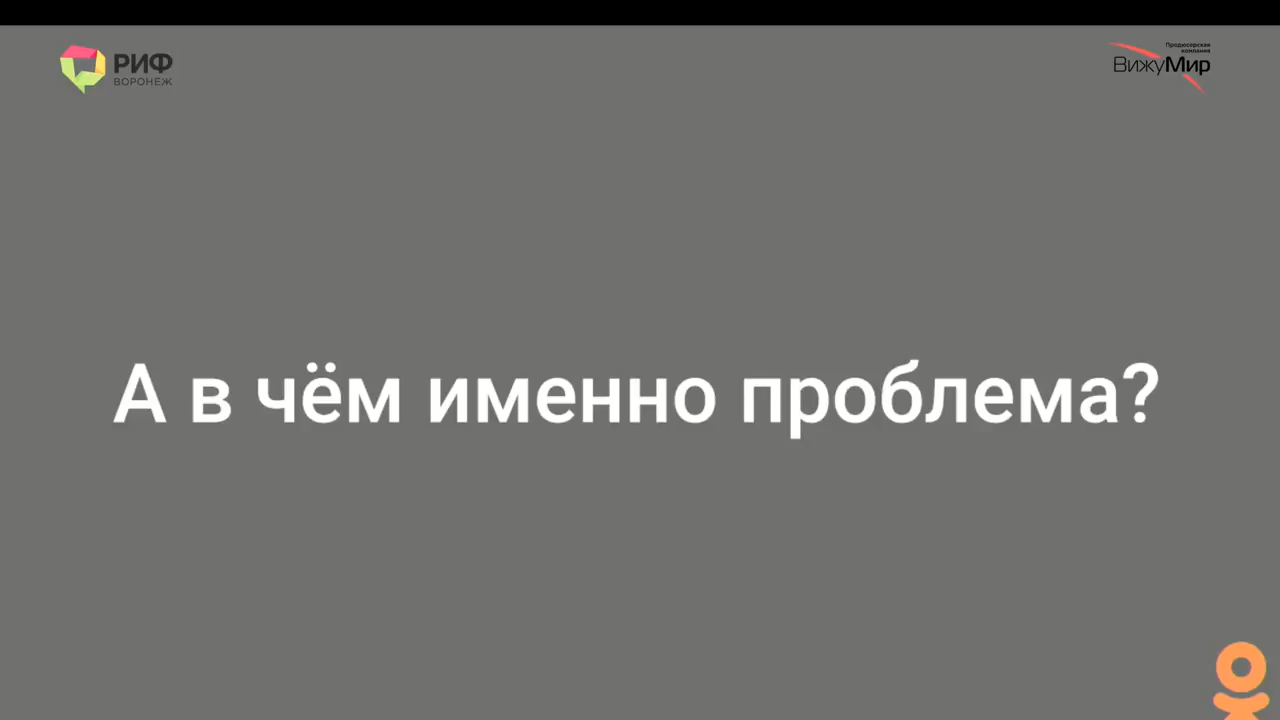 РИФ
ВОРОНЕЖ
Продюсерская
компания
ВижуМир
А в чём именно проблема?